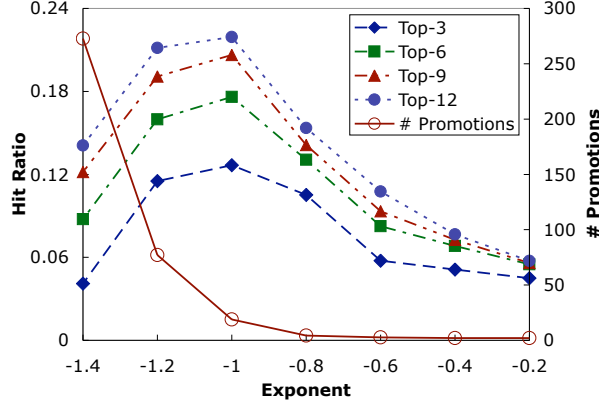 0.24
0.18
0.12
0.06
0
Hit Ratio
300
250
200
150
100
50
0
# Promotions
Top-3
Top-6
Top-9
Top-12
# Promotions
-1.4 -1.2 -1 -0.8 -0.6 -0.4 -0.2
Exponent